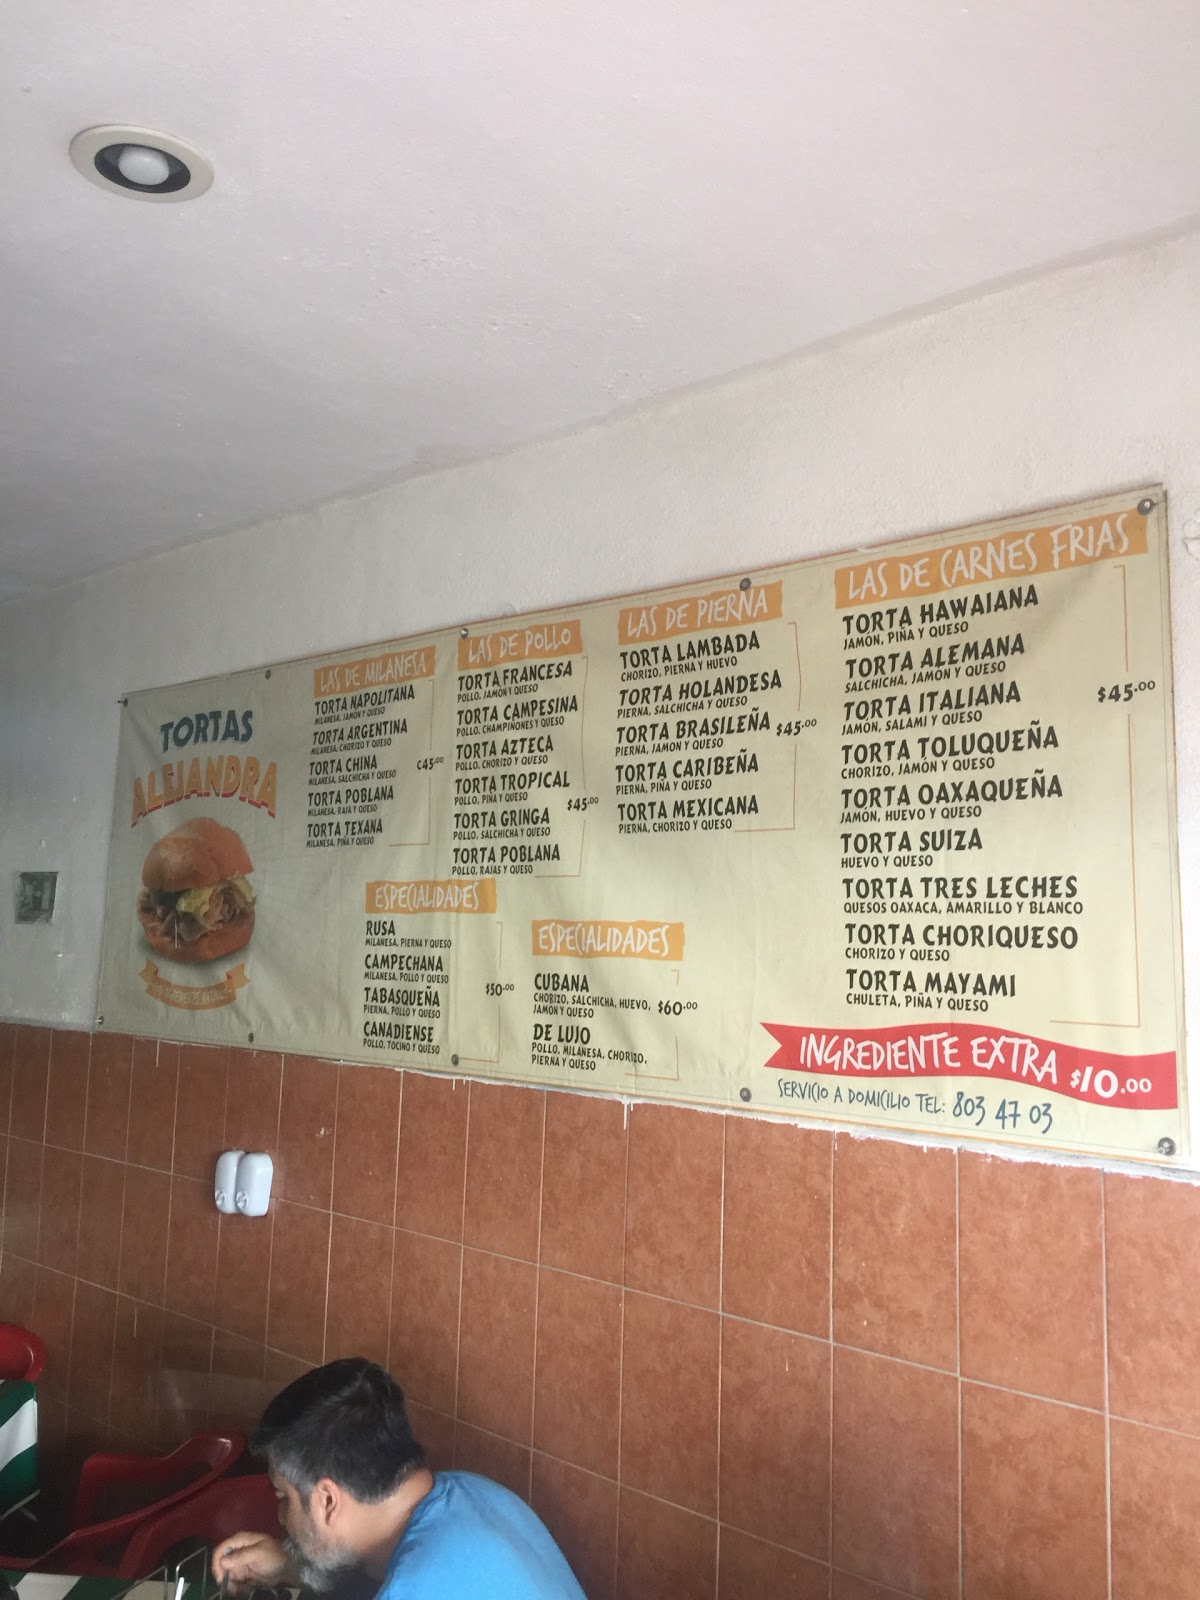 TORTAS
ALEJANDRA
LAS DE MILANESA
TORTA NAPOLITANA
MILANESA, JAMON Y QUESO
TORTA ARGENTINA
MILANESA, CHORIZO Y QUESO
TORTA CHINA
MILANESA, SALCHICHA Y QUESO
TORTA POBLANA
MILANESA, RAJA Y QUESO
TORTA TEXANA
MILANESA, PIÑA Y QUESO
$45.00
LAS DE POLLO
TORTA FRANCESA
POLLO, JAMON Y QUESO
TORTA CAMPESINA
POLLO, CHAMPIÑONES Y QUESO
TORTA AZTECA
POLLO, CHORIZO Y QUESO
TORTA TROPICAL
POLLO, PIÑA Y QUESO
TORTA GRINGA
POLLO, SALCHICHA Y QUESO
TORTA POBLANA
POLLO, RAJAS Y QUESO
$45.00
LAS DE PIERNA
TORTA LAMBADA
CHORIZO, PIERNA Y HUEVO
TORTA HOLANDESA
PIERNA, SALCHICHA Y QUESO
TORTA BRASILEÑA
PIERNA, JAMON Y QUESO
TORTA CARIBEÑA
PIERNA, PIÑA Y QUESO
TORTA MEXICANA
PIERNA, CHORIZO Y QUESO
$45.00
LAS DE CARNES FRIAS
TORTA HAWAIANA
JAMÓN, PIÑA Y QUESO
TORTA ALEMANA
SALCHICHA, JAMON Y QUESO
TORTA ITALIANA
JAMÓN, SALAMI Y QUESO
TORTA TOLUQUEÑA
CHORIZO, JAMÓN Y QUESO
TORTA OAXAQUEÑA
JAMÓN, HUEVO Y QUESO
TORTA SUIZA
HUEVO Y QUESO
TORTA TRES LECHES
QUESOS OAXACA, AMARILLO Y BLANCO
TORTA CHORIQUESO
CHORIZO Y QUESO
TORTA MAYAMI
CHULETA, PIÑA Y QUESO
$45.00
ESPECIALIDADES
RUSA
MILANESA, PIERNA Y QUESO
CAMPECHANA
MILANESA, POLLO Y QUESO
TABASQUEÑA
PIERNA, POLLO Y QUESO
CANADIENSE
POLLO, TOCINO Y QUESO
$50.00
ESPECIALIDADES
CUBANA
CHORIZO, SALCHICHA, HUEVO,
JAMON Y QUESO
DE LUJO
POLLO, MILANESA, CHORIZO,
PIERNA Y QUESO
$60.00
INGREDIENTE EXTRA $10.00
SERVICIO A DOMICILIO TEL: 803 47 03